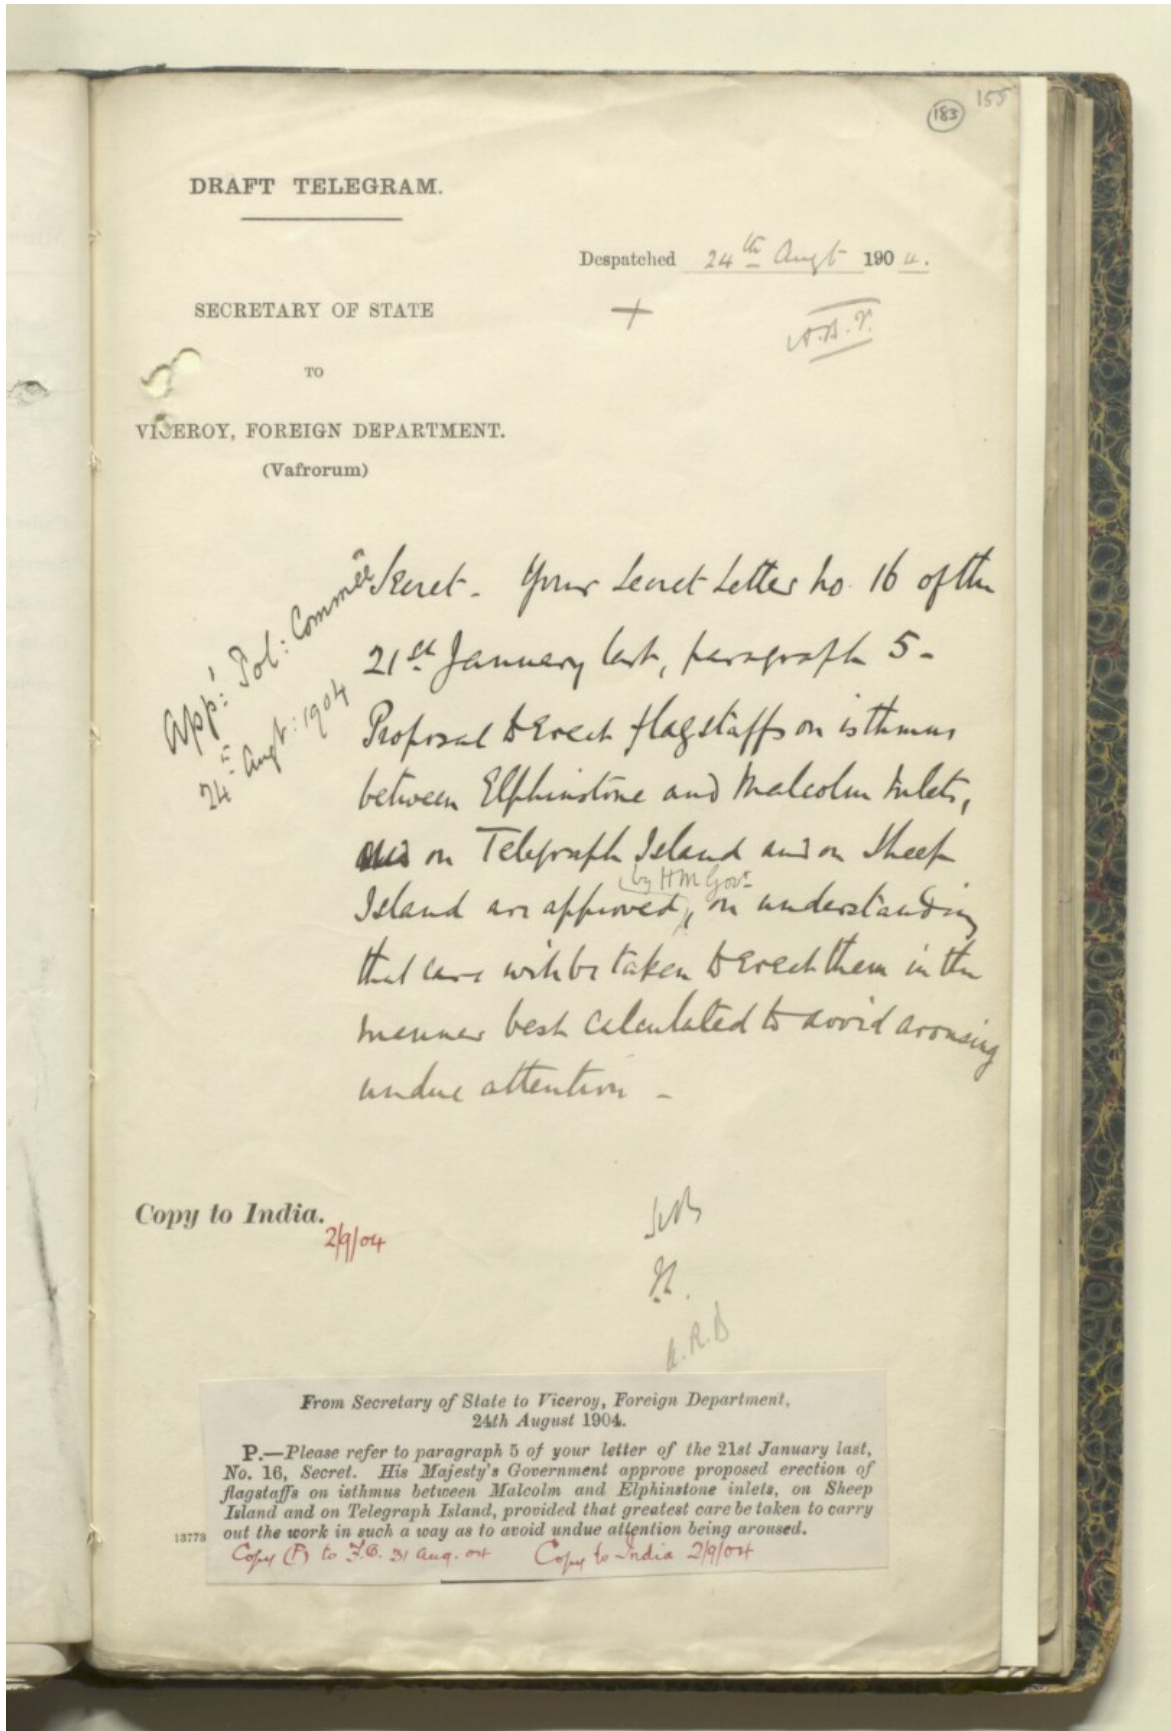 183 155
DRAFT TELEGRAM.
Despatched 24th Augt 1904.
SECRETARY OF STATE
TO
VICEROY, FOREIGN DEPARTMENT.
(Vafrorum)
App: Pol: Commee
24th Augt: 1904
Secret. Your Secret Letter No. 16 of the
21st January last, paragraph 5 -
Proposal to erect flagstaffs on isthmus
between Elphinstone and Malcolm Inlets,
on Telegraph Island and on Sheep
by HM Govt
Island are approved, on understanding
that care will be taken to erect them in the
manner best calculated to avoid arousing
undue attention -
Copy to India.
2/9/04
A.R.D
From Secretary of State to Viceroy, Foreign Department,
24th August 1904.
P.—Please refer to paragraph 5 of your letter of the 21st January last,
No. 16, Secret. His Majesty's Government approve proposed erection of
flagstaffs on isthmus between Malcolm and Elphinstone inlets, on Sheep
Island and on Telegraph Island, provided that greatest care be taken to carry
13773 out the work in such a way as to avoid undue attention being aroused.
Copy (P) to F.O. 31 Aug. 04 Copy to India 2/9/04